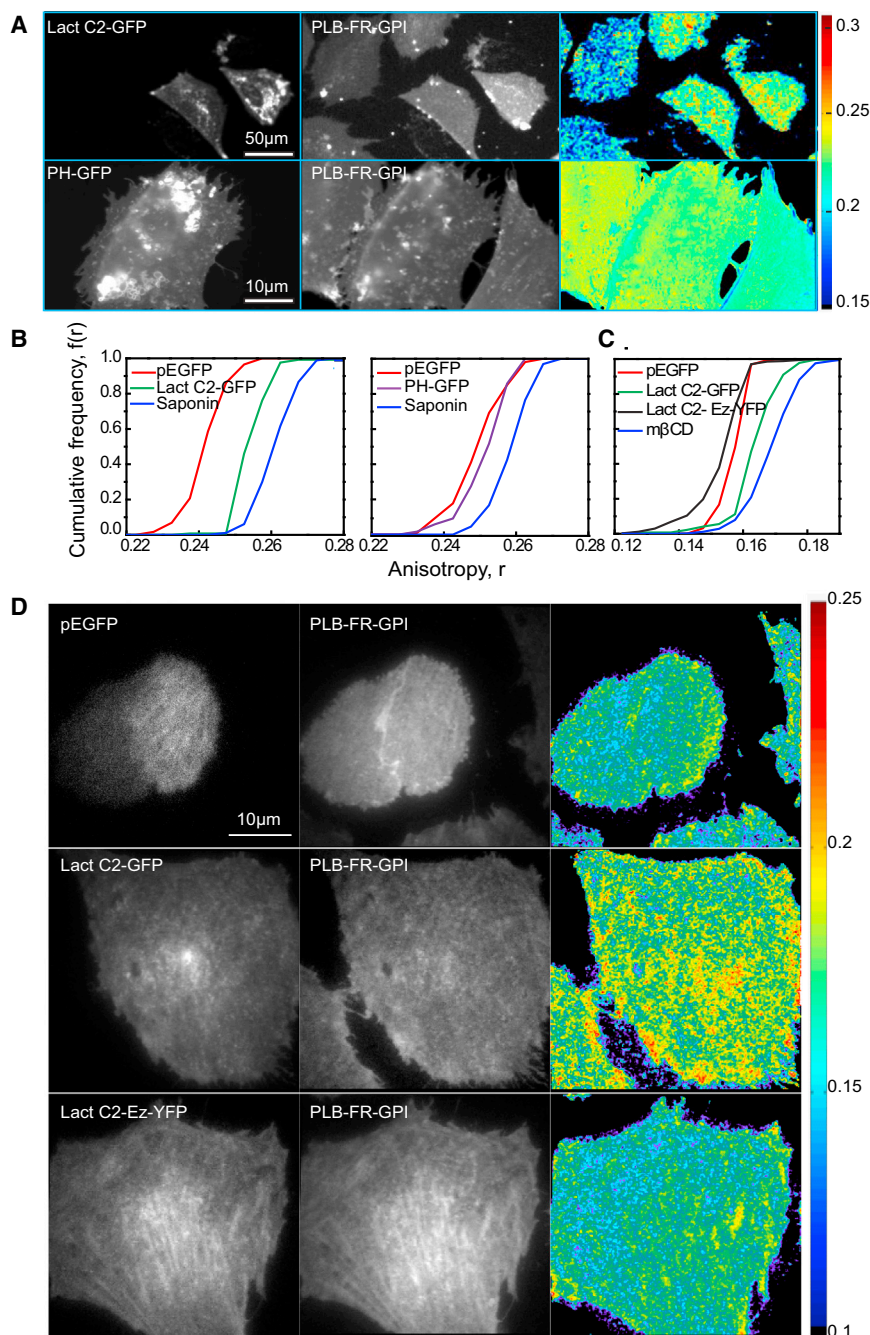 A
Lact C2-GFP
PLB-FR-GPI
50µm
0.3
0.25
0.2
0.15
PH-GFP
PLB-FR-GPI
10µm
B
C
Cumulative frequency, f(r)
1.0
0.8
0.6
0.4
0.2
0.0
pEGFP
Lact C2-GFP
Saponin
0.22 0.24 0.26 0.28
pEGFP
PH-GFP
Saponin
0.22 0.24 0.26 0.28
pEGFP
Lact C2-GFP
Lact C2- Ez-YFP
mβCD
0.12 0.14 0.16 0.19
Anisotropy, r
D
pEGFP
PLB-FR-GPI
10µm
Lact C2-GFP
PLB-FR-GPI
Lact C2-Ez-YFP
PLB-FR-GPI
0.25
0.2
0.15
0.1